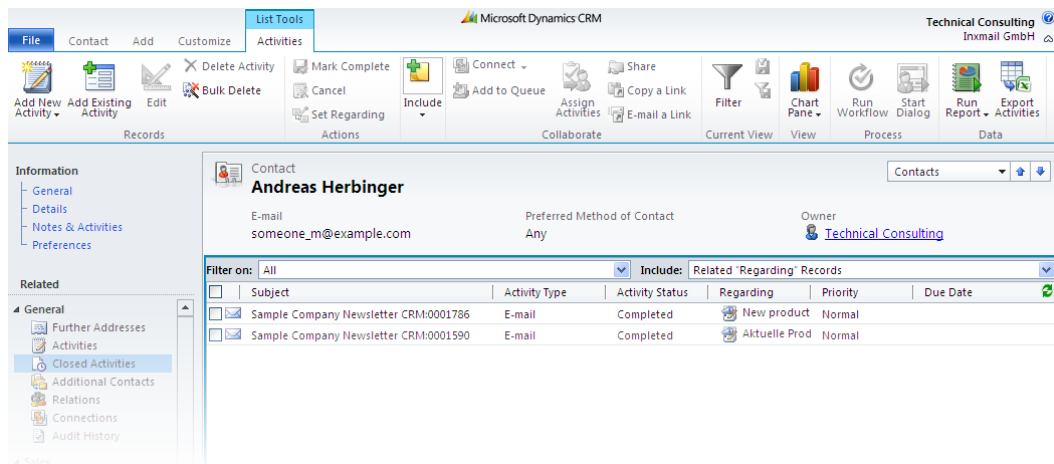 List Tools
Microsoft Dynamics CRM
Technical Consulting
Inxmail GmbH
File Contact Add Customize Activities
Add New Activity
Add Existing Activity
Edit
Records
Delete Activity
Bulk Delete
Mark Complete
Cancel
Set Regarding
Actions
Include
Connect
Add to Queue
Assign Activities
Share
Copy a Link
E-mail a Link
Collaborate
Filter
Current View
Chart Pane
View
Run Workflow
Start Dialog
Process
Run Report
Export Activities
Data
Information
General
Details
Notes & Activities
Preferences
Related
General
Further Addresses
Activities
Closed Activities
Additional Contacts
Relations
Connections
Audit History
Sales
Contact
Andreas Herbinger
Contacts
E-mail Preferred Method of Contact Owner
someone_m@example.com Any Technical Consulting
Filter on: All Include: Related "Regarding" Records
Subject Activity Type Activity Status Regarding Priority Due Date
Sample Company Newsletter CRM:0001786 E-mail Completed New product Normal
Sample Company Newsletter CRM:0001590 E-mail Completed Aktuelle Prod Normal